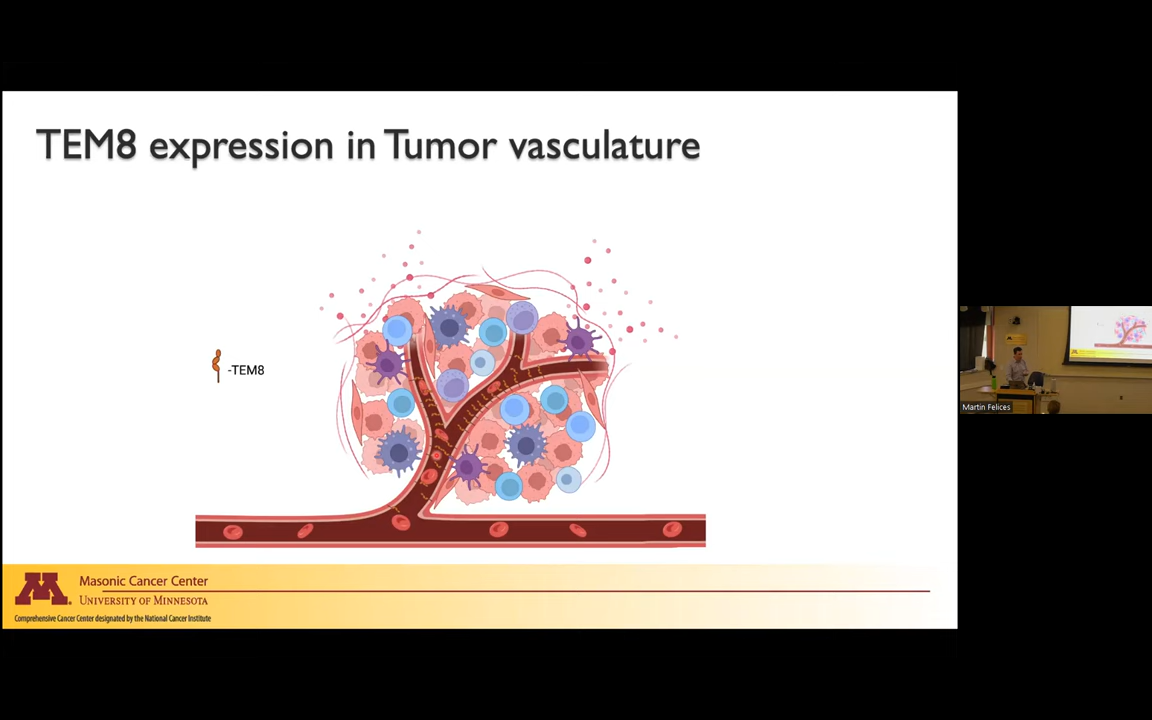 TEM8 expression in Tumor vasculature
-TEM8
Masonic Cancer Center
UNIVERSITY OF MINNESOTA
Comprehensive Cancer Center designated by the National Cancer Institute
Martin Felices